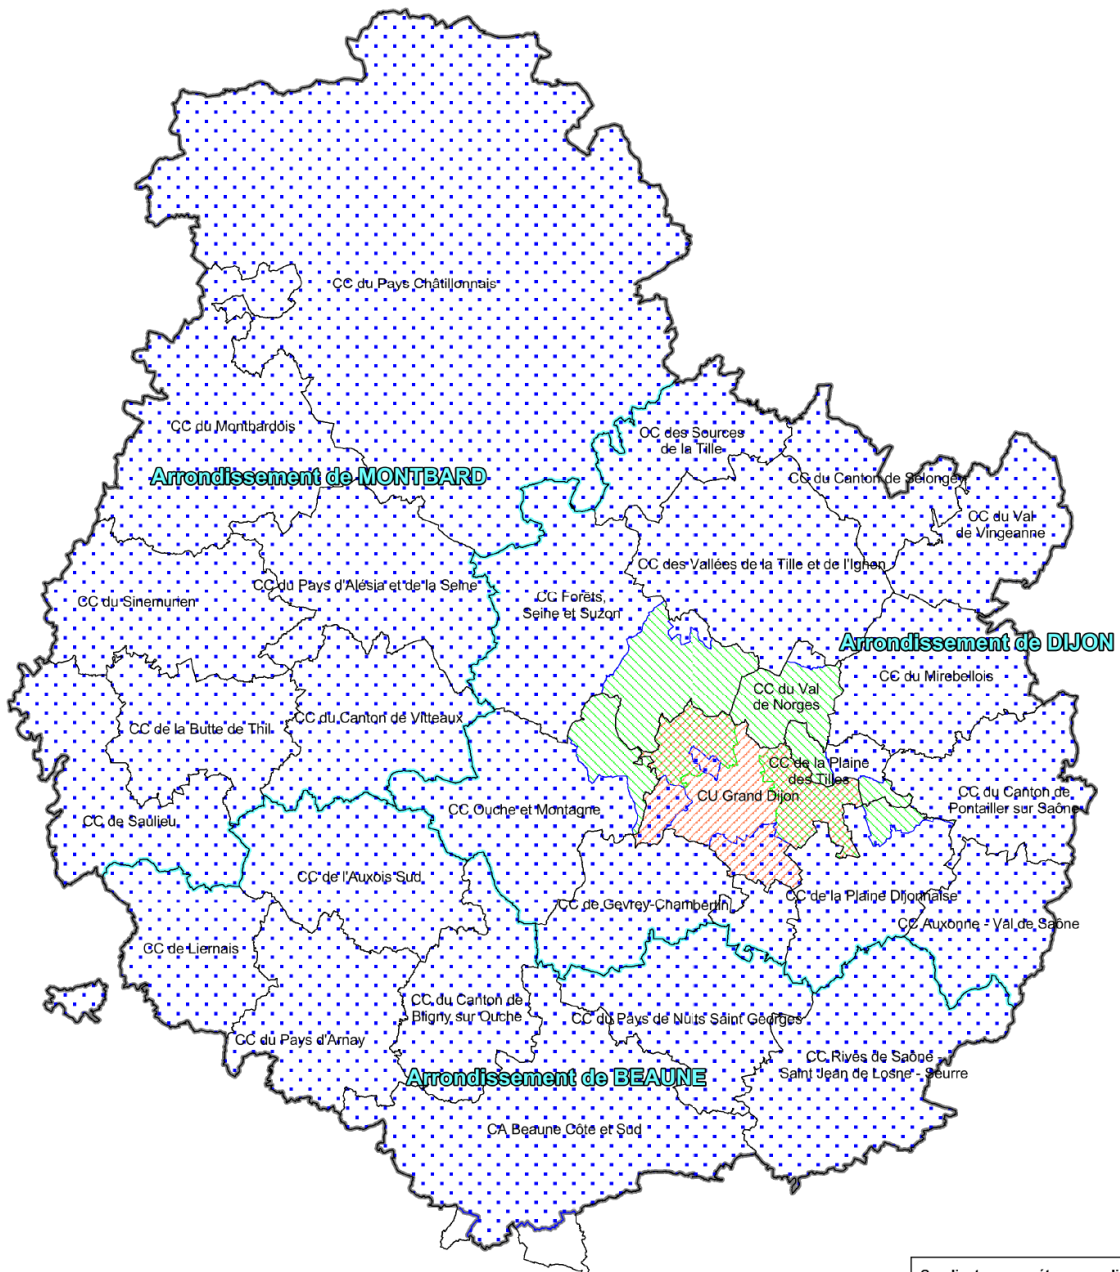 CC du Pays Châtillonnais
CC du Montbardois
CC des Sources
de la Tille
Arrondissement de MONTBARD
CC du Canton de Selongey
CC du Val
de Vingeanne
CC des Vallées de la Tille et de l'Ignon
CC du Pays d'Alésia et de la Seine
CC du Sinemurien
CC Forêts,
Seine et Suzon
Arrondissement de DIJON
CC du Mirebellois
CC du Val
de Norges
CC du Canton de Vitteaux
CC de la Butte de Thil
CC de la Plaine
des Tilles
CU Grand Dijon
CC du Canton de
Pontailler sur Saône
CC Ouche et Montagne
CC de Saulieu
CC de l'Auxois Sud
CC de la Plaine Dijonnaise
CC de Gevrey-Chambertin
CC Auxonne - Val de Saône
CC de Liernais
CC du Canton de
Bligny sur Ouche
CC du Pays de Nuits Saint Georges
CC du Pays d'Arnay
CC Rives de Saône -
Saint Jean de Losne - Seurre
Arrondissement de BEAUNE
CA Beaune Côte et Sud